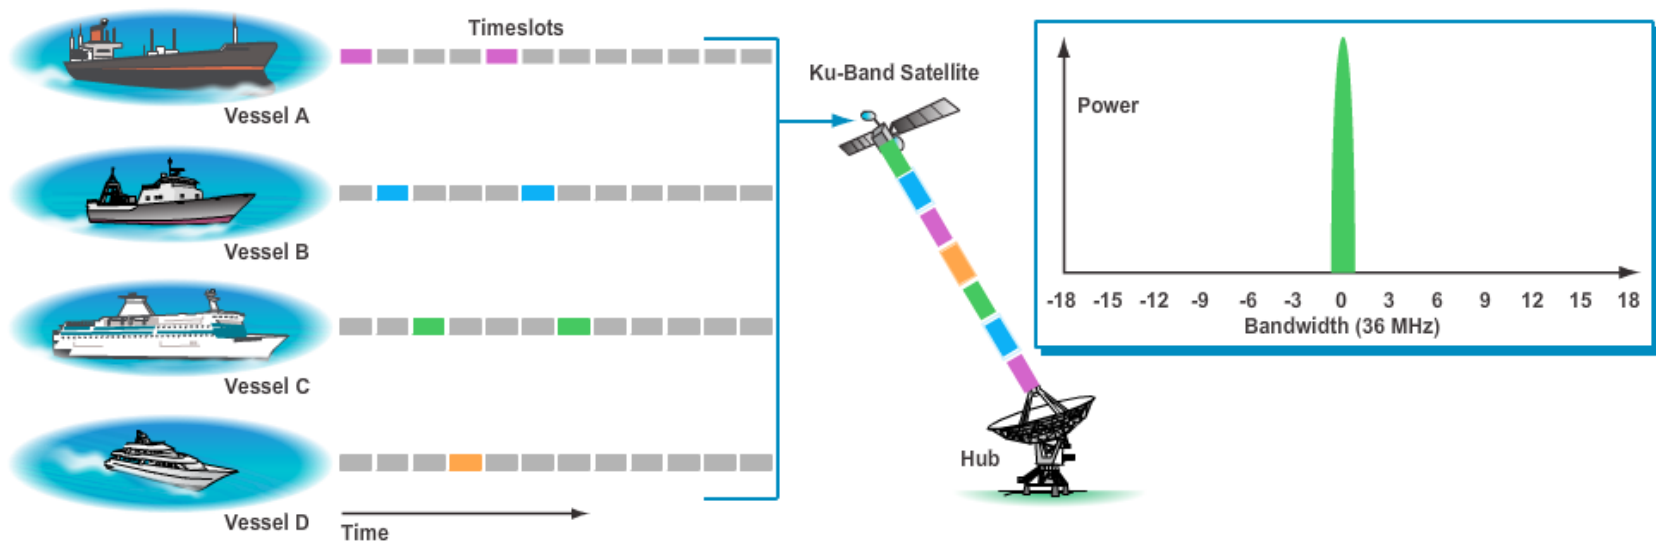 Timeslots
Vessel A
Vessel B
Vessel C
Vessel D
Time
Ku-Band Satellite
Hub
Power
-18 -15 -12 -9 -6 -3 0 3 6 9 12 15 18
Bandwidth (36 MHz)